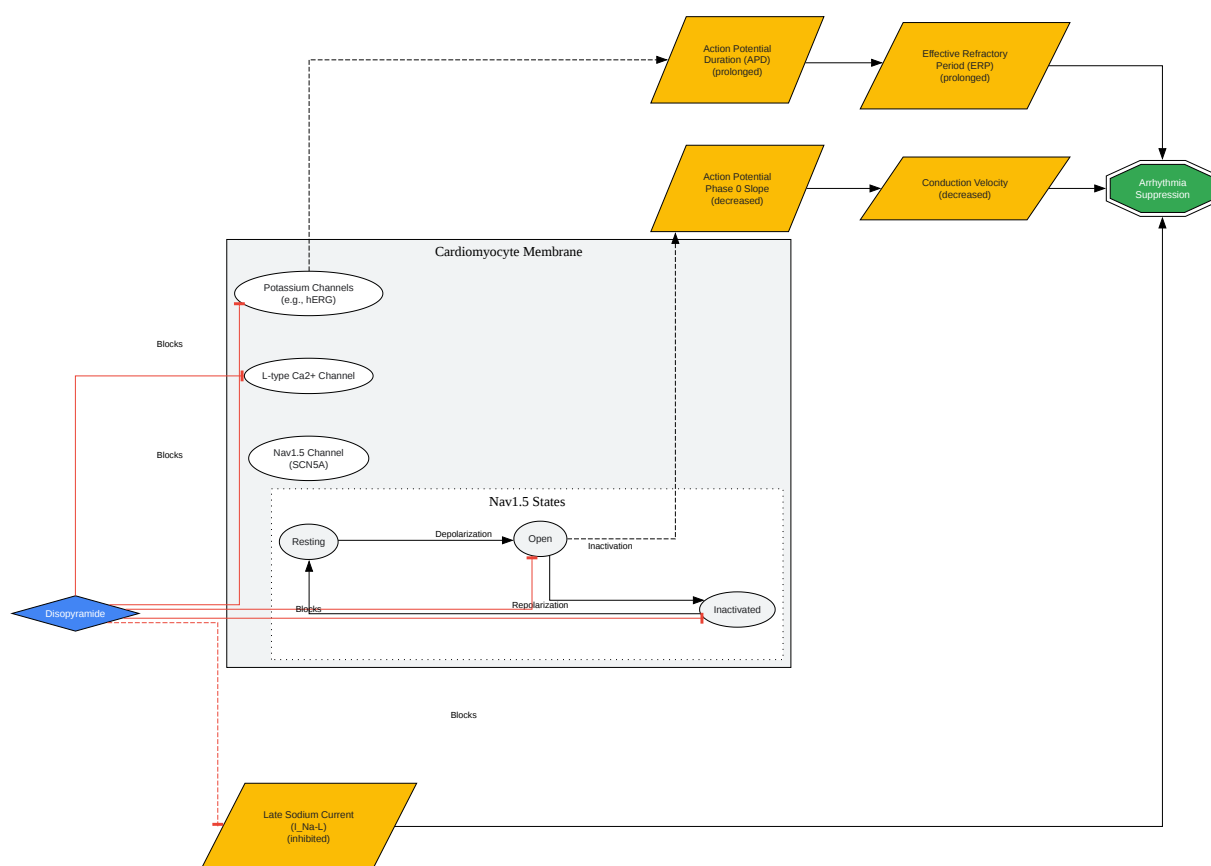 Action Potential
Duration (APD)
(prolonged)
Effective Refractory
Period (ERP)
(prolonged)
Action Potential
Phase 0 Slope
(decreased)
Conduction Velocity
(decreased)
Arrhythmia
Suppression
Cardiomyocyte Membrane
Potassium Channels
(e.g., hERG)
Blocks
L-type Ca2+ Channel
Blocks
Nav1.5 Channel
(SCN5A)
Nav1.5 States
Resting
Depolarization
Open
Inactivation
Disopyramide
Blocks
Repolarization
Inactivated
Blocks
Late Sodium Current
(I_Na-L)
(inhibited)